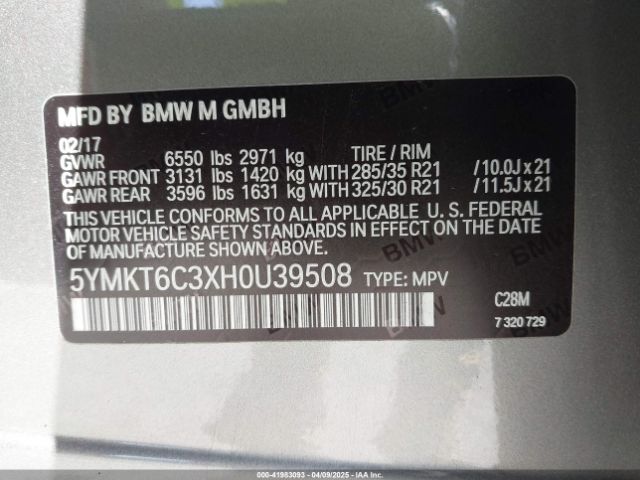 MFD BY BMW M GMBH
02/17
GVWR 6550 lbs 2971 kg TIRE / RIM
GAWR FRONT 3131 lbs 1420 kg WITH 285/35 R21 /10.0J x 21
GAWR REAR 3596 lbs 1631 kg WITH 325/30 R21 /11.5J x 21
THIS VEHICLE CONFORMS TO ALL APPLICABLE U. S. FEDERAL
MOTOR VEHICLE SAFETY STANDARDS IN EFFECT ON THE DATE
OF MANUFACTURE SHOWN ABOVE.
5YMKT6C3XH0U39508 TYPE: MPV
C28M
7 320 729
000-41983093 - 04/09/2025 - IAA Inc.